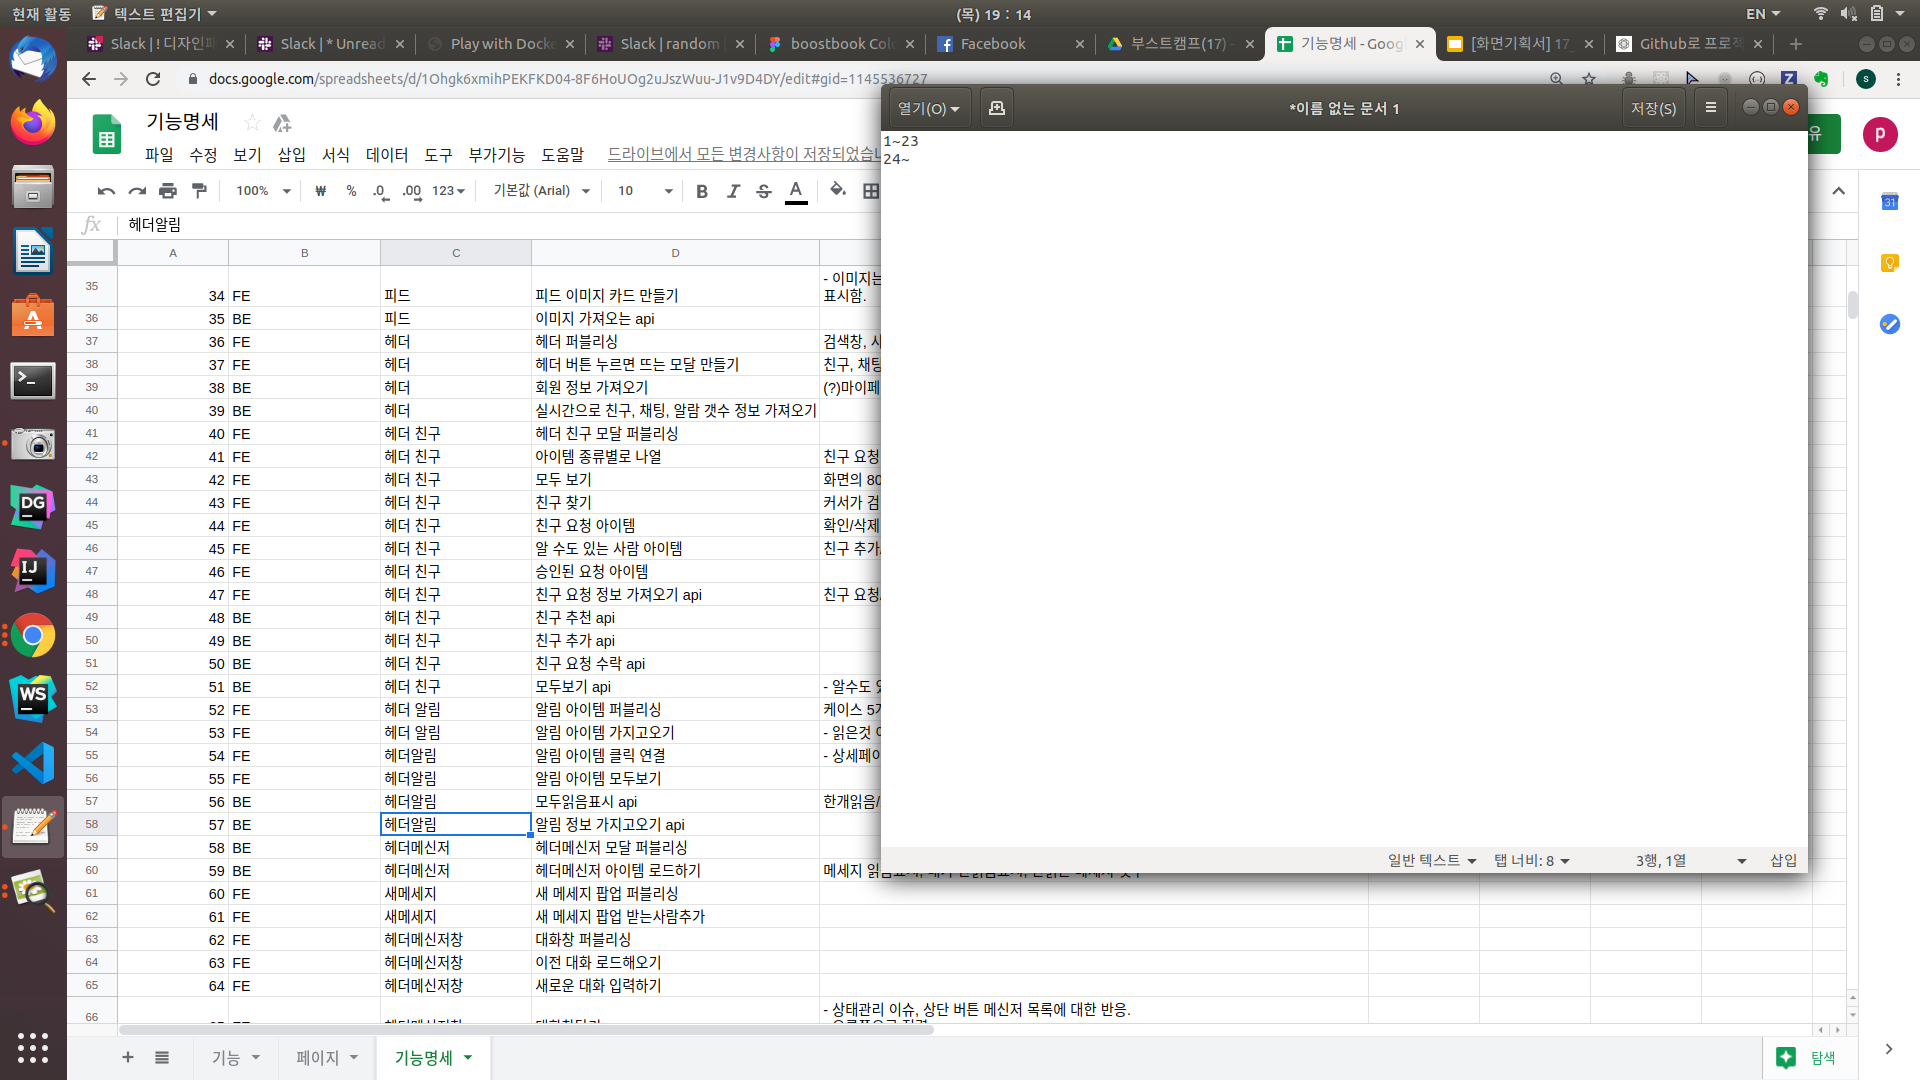 현재 활동
텍스트 편집기
(목) 19 : 14
EN
Slack | ! 디자인피
Slack | * Unread
Play with Docke
Slack | random
boostbook Col
Facebook
부스트캠프(17) -
기능명세 - Goog
[화면기획서] 17
Github로 프로젝
docs.google.com/spreadsheets/d/1Ohgk6xmihPEKFKD04-8F6HoUOg2uJszWuu-J1v9D4DY/edit#gid=1145536727
기능명세
파일 수정 보기 삽입 서식 데이터 도구 부가기능 도움말 드라이브에서 모든 변경사항이 저장되었습니
유
p
s
100% ₩ % .0 .00 123 기본값 (Arial) 10 B I S A
fx 헤더알림
열기(O) *이름 없는 문서 1 저장(S)
1~23
24~
A B C D
35 34 FE 피드 피드 이미지 카드 만들기 - 이미지는
표시함.
36 35 BE 피드 이미지 가져오는 api
37 36 FE 헤더 헤더 퍼블리싱 검색창,
38 37 FE 헤더 헤더 버튼 누르면 뜨는 모달 만들기 친구, 채팅
39 38 BE 헤더 회원 정보 가져오기 (?)마이페
40 39 BE 헤더 실시간으로 친구, 채팅, 알람 갯수 정보 가져오기
41 40 FE 헤더 친구 헤더 친구 모달 퍼블리싱
42 41 FE 헤더 친구 아이템 종류별로 나열 친구 요청
43 42 FE 헤더 친구 모두 보기 화면의 80
44 43 FE 헤더 친구 친구 찾기 커서가 검
45 44 FE 헤더 친구 친구 요청 아이템 확인/삭제
46 45 FE 헤더 친구 알 수도 있는 사람 아이템 친구 추가
47 46 FE 헤더 친구 승인된 요청 아이템
48 47 FE 헤더 친구 친구 요청 정보 가져오기 api 친구 요청
49 48 BE 헤더 친구 친구 추천 api
50 49 BE 헤더 친구 친구 추가 api
51 50 BE 헤더 친구 친구 요청 수락 api
52 51 BE 헤더 친구 모두보기 api - 알수도
53 52 FE 헤더 알림 알림 아이템 퍼블리싱 케이스 5
54 53 FE 헤더 알림 알림 아이템 가지고오기 - 읽은것
55 54 FE 헤더알림 알림 아이템 클릭 연결 - 상세페
56 55 FE 헤더알림 알림 아이템 모두보기
57 56 BE 헤더알림 모두읽음표시 api 한개읽음/
58 57 BE 헤더알림 알림 정보 가지고오기 api
59 58 BE 헤더메신저 헤더메신저 모달 퍼블리싱
60 59 BE 헤더메신저 헤더메신저 아이템 로드하기 메세지
61 60 FE 새메세지 새 메세지 팝업 퍼블리싱
62 61 FE 새메세지 새 메세지 팝업 받는사람추가
63 62 FE 헤더메신저창 대화창 퍼블리싱
64 63 FE 헤더메신저창 이전 대화 로드해오기
65 64 FE 헤더메신저창 새로운 대화 입력하기
66 - 상태관리 이슈, 상단 버튼 메신저 목록에 대한 반응.
일반 텍스트 탭 너비: 8 3행, 1열 삽입
기능 페이지 기능명세
탐색
31
DG
IJ
WS